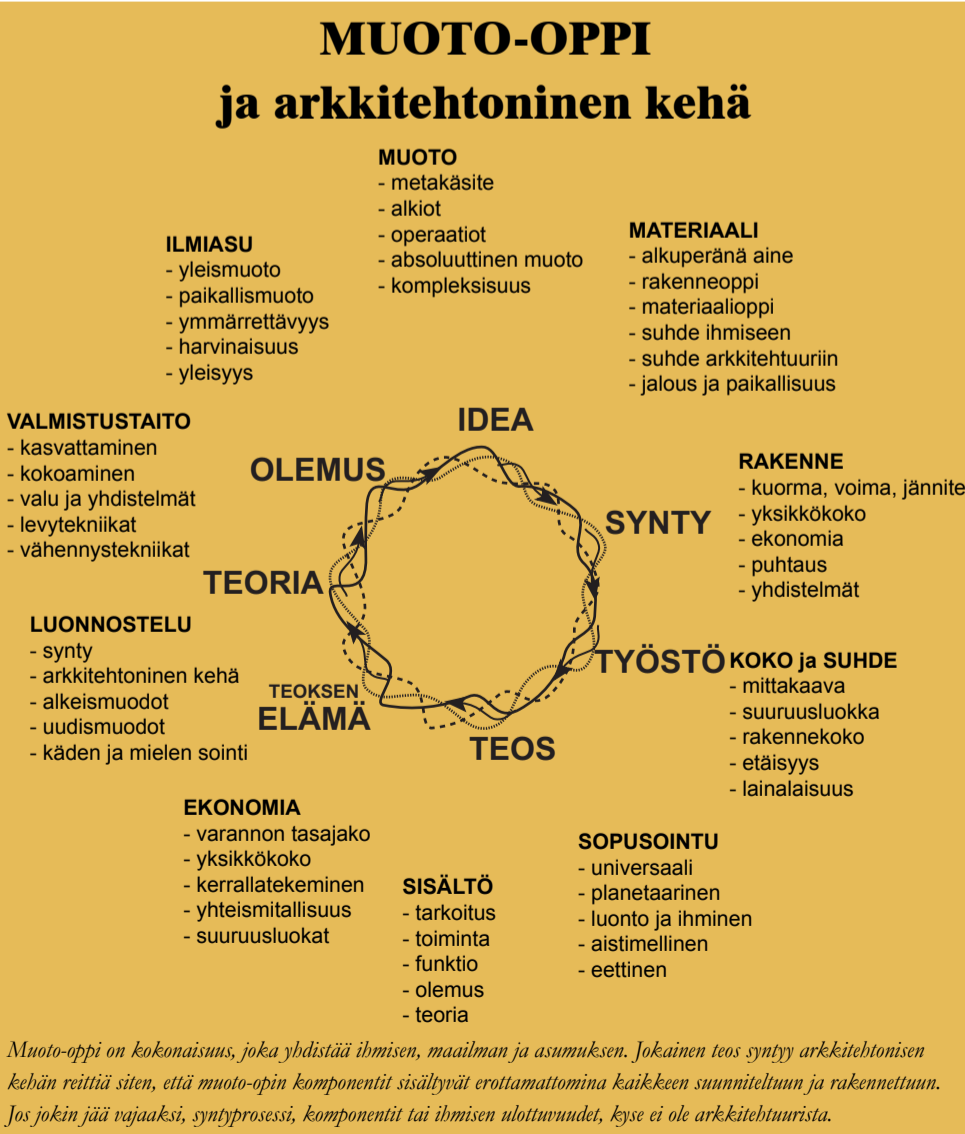 MUOTO-OPPI
ja arkkitehtoninen kehä
MUOTO
- metakäsite
- alkiot
- operaatiot
- absoluuttinen muoto
- kompleksisuus
MATERIAALI
- alkuperänä aine
- rakenneoppi
- materiaalioppi
- suhde ihmiseen
- suhde arkkitehtuuriin
- jalous ja paikallisuus
ILMIASU
- yleismuoto
- paikallismuoto
- ymmärrettävyys
- harvinaisuus
- yleisyys
VALMISTUSTAITO
- kasvattaminen
- kokoaminen
- valu ja yhdistelmät
- levytekniikat
- vähennystekniikat
IDEA
OLEMUS
SYNTY
TEORIA
TYÖSTÖ
TEOKSEN
ELÄMÄ
TEOS
RAKENNE
- kuorma, voima, jännite
- yksikkökoko
- ekonomia
- puhtaus
- yhdistelmät
LUONNOSTELU
- synty
- arkkitehtoninen kehä
- alkeismuodot
- uudismuodot
- käden ja mielen sointi
KOKO ja SUHDE
- mittakaava
- suuruusluokka
- rakennekoko
- etäisyys
- lainalaisuus
EKONOMIA
- varannon tasajako
- yksikkökoko
- kerrallatekeminen
- yhteismitallisuus
- suuruusluokat
SISÄLTÖ
- tarkoitus
- toiminta
- funktio
- olemus
- teoria
SOPUSOINTU
- universaali
- planetaarinen
- luonto ja ihminen
- aistimellinen
- eettinen
Muoto-oppi on kokonaisuus, joka yhdistää ihmisen, maailman ja asumuksen. Jokainen teos syntyy arkkitehtonisen
kehän reittiä siten, että muoto-opin komponentit sisältyvät erottamattomina kaikkeen suunniteltuun ja rakennettuun.
Jos jokin jää vajaaksi, syntyprosessi, komponentit tai ihmisen ulottuvuudet, kyse ei ole arkkitehtuurista.